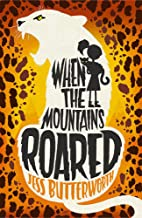 WHEN
THE
MOUNTAINS
ROARED
JESS BUTTERWORTH